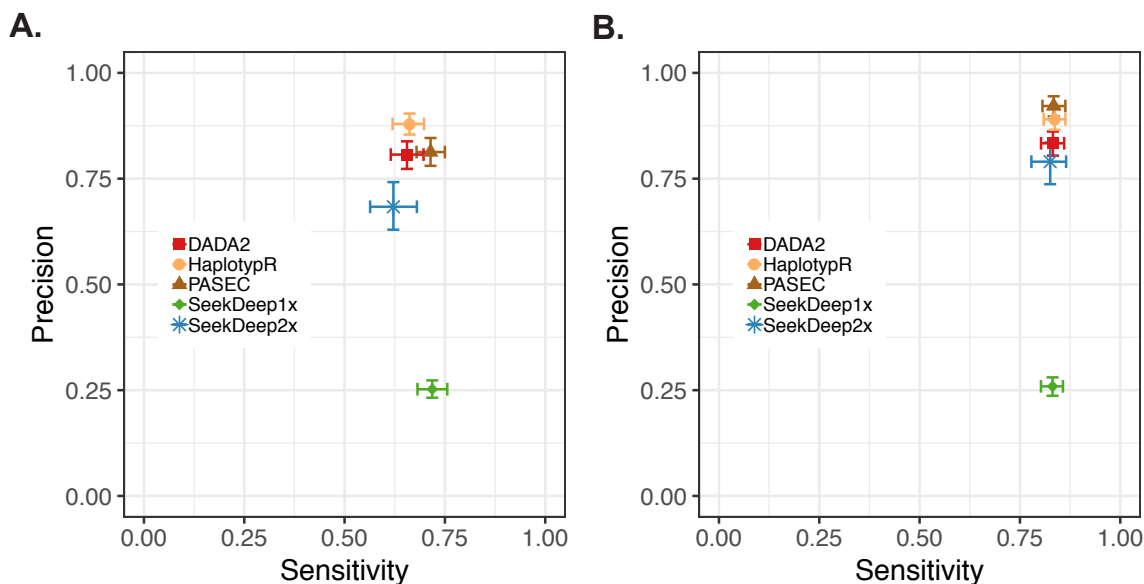 A.
1.00
0.75
0.50
0.25
0.00
Precision
DADA2
HaplotypR
PASEC
SeekDeep1x
SeekDeep2x
0.00 0.25 0.50 0.75 1.00
Sensitivity
B.
1.00
0.75
0.50
0.25
0.00
Precision
DADA2
HaplotypR
PASEC
SeekDeep1x
SeekDeep2x
0.00 0.25 0.50 0.75 1.00
Sensitivity